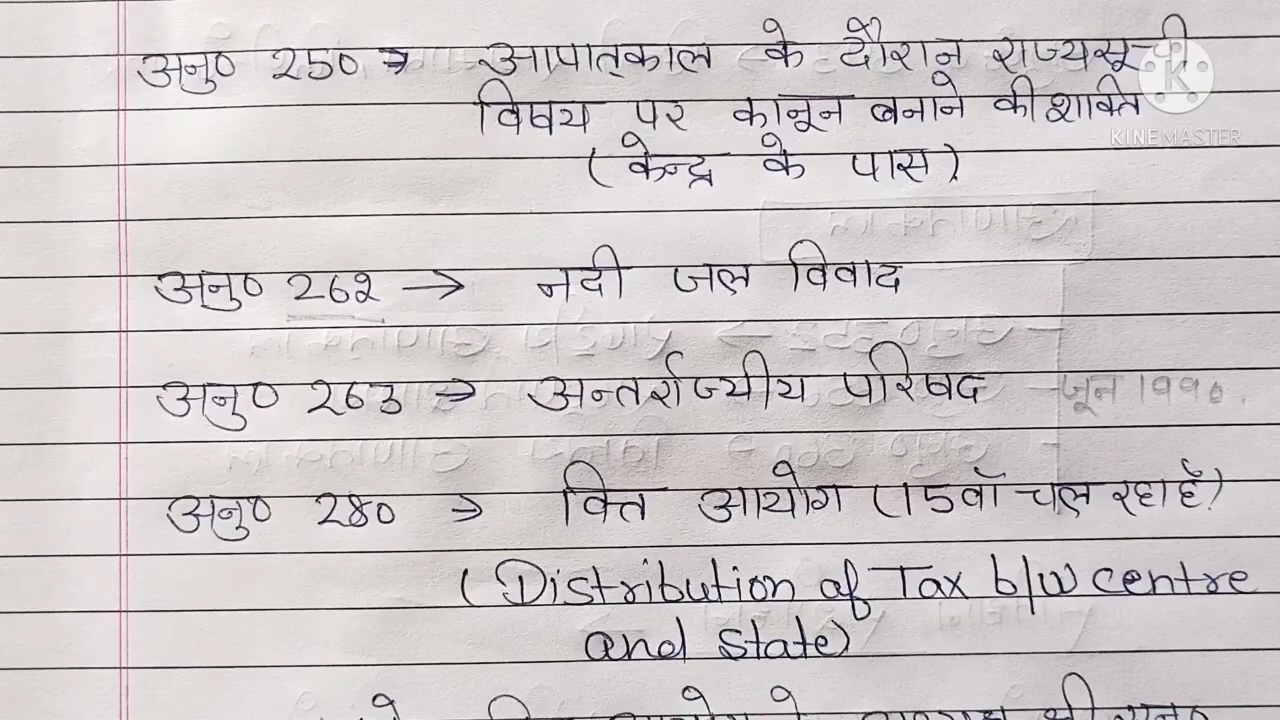 अनु० 250 → आपात्काल के दौरान राज्यसूची
विषय पर कानून बनाने की शक्ति
(केन्द्र के पास)
KINEMASTER
अनु० 262 → नदी जल विवाद
अनु० 263 → अन्तर्राज्यीय परिषद - जून 1990.
अनु० 280 → वित्त आयोग (15वाँ चल रहा है)
(Distribution of Tax b/w centre
and state)